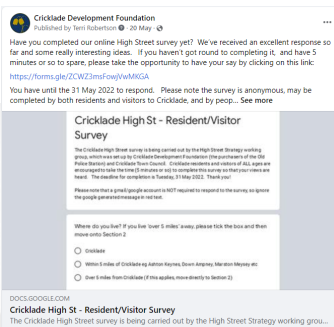 Cricklade Development Foundation
Published by Terri Robertson · 20 May ·
Have you completed our online High Street survey yet? We've received an excellent response so
far and some really interesting ideas. If you haven't got round to completing it, and have 5
minutes or so to spare, please take the opportunity to have your say by clicking on this link:
https://forms.gle/ZCWZ3msFowjVwMKGA
You have until the 31 May 2022 to respond. Please note the survey is anonymous, may be
completed by both residents and visitors to Cricklade, and by peop... See more
Cricklade High St - Resident/Visitor
Survey
The Cricklade High Street survey is being carried out by the High Street Strategy working
group, which was set up by Cricklade Development Foundation (the purchasers of the Old
Police Station) and Cricklade Town Council. Cricklade residents and visitors of ALL ages are
encouraged to take the time (5 minutes or so) to complete this survey so that your views are
heard. The deadline for completion is Tuesday, 31 May 2022. Thank you!
Please note that a gmail/google account is NOT required to respond to the survey, so ignore
the google generated message in red text.
Where do you live? If you live 'over 5 miles' away, please tick the box and then
move onto Section 2
Cricklade
Within 5 miles of Cricklade eg Ashton Keynes, Down Ampney, Marston Meysey etc
Over 5 miles from Cricklade (if this applies, move directly to Section 2)
DOCS.GOOGLE.COM
Cricklade High St - Resident/Visitor Survey
The Cricklade High Street survey is being carried out by the High Street Strategy working grou...